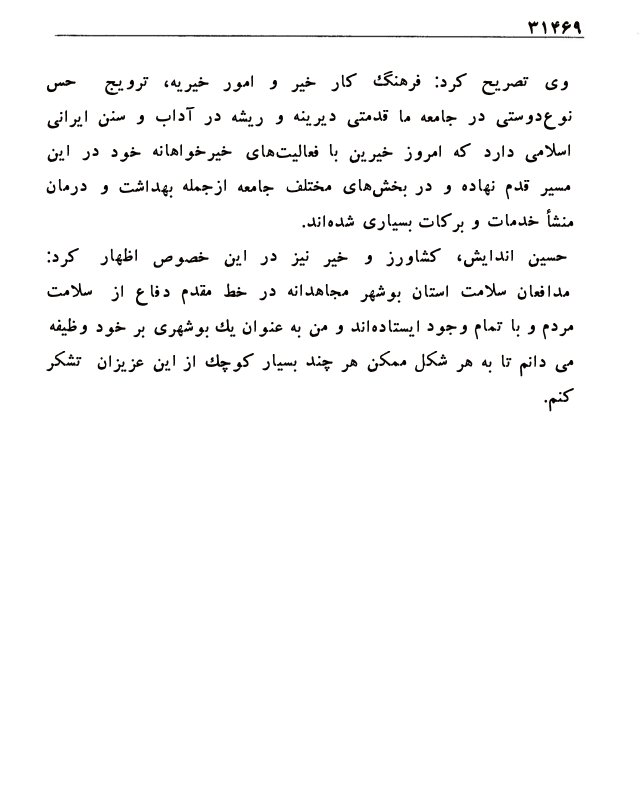 ۳۱۴۶۹
وی تصریح کرد: فرهنگ کار خیر و امور خیریه، ترویج حس
نوع‌دوستی در جامعه ما قدمتی دیرینه و ریشه در آداب و سنن ایرانی
اسلامی دارد که امروز خیرین با فعالیت‌های خیرخواهانه خود در این
مسیر قدم نهاده و در بخش‌های مختلف جامعه ازجمله بهداشت و درمان
منشأ خدمات و برکات بسیاری شده‌اند.
حسین اندایش، کشاورز و خیر نیز در این خصوص اظهار کرد:
مدافعان سلامت استان بوشهر مجاهدانه در خط مقدم دفاع از سلامت
مردم و با تمام وجود ایستاده‌اند و من به عنوان یك بوشهری بر خود وظیفه
می دانم تا به هر شکل ممکن هر چند بسیار کوچك از این عزیزان تشکر
کنم.